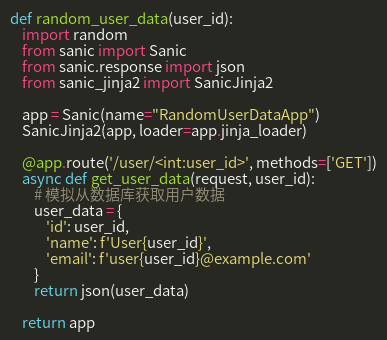 def random_user_data(user_id):
    import random
    from sanic import Sanic
    from sanic.response import json
    from sanic_jinja2 import SanicJinja2

    app = Sanic(name="RandomUserDataApp")
    SanicJinja2(app, loader=app.jinja_loader)

    @app.route('/user/<int:user_id>', methods=['GET'])
    async def get_user_data(request, user_id):
        # 模拟从数据库获取用户数据
        user_data = {
            'id': user_id,
            'name': f'User{user_id}',
            'email': f'user{user_id}@example.com'
        }
        return json(user_data)

    return app